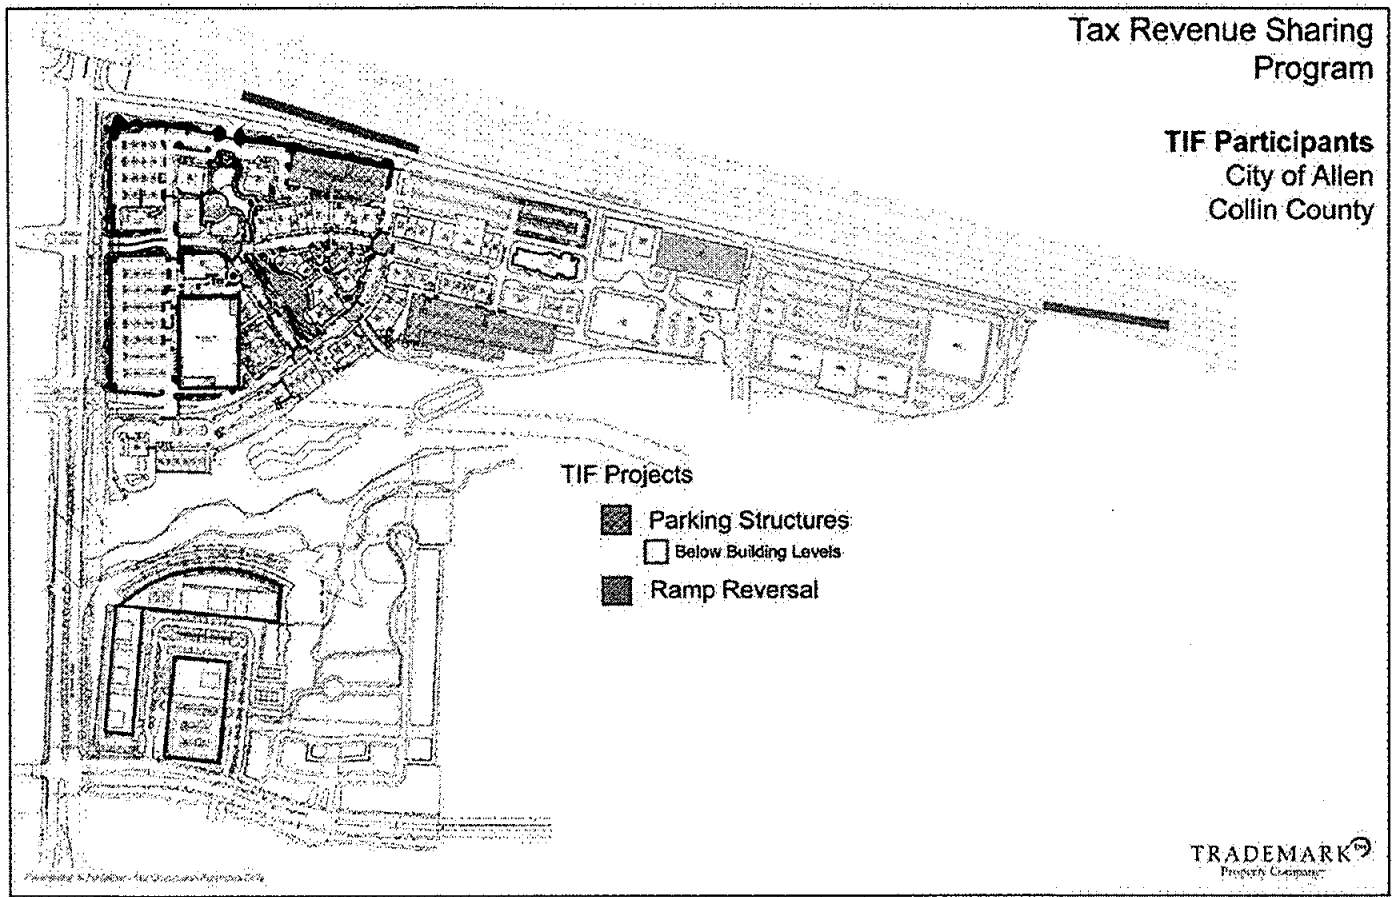 Tax Revenue Sharing
Program
TIF Participants
City of Allen
Collin County
TIF Projects
Parking Structures
Below Building Levels
Ramp Reversal
TRADEMARK
Property Company